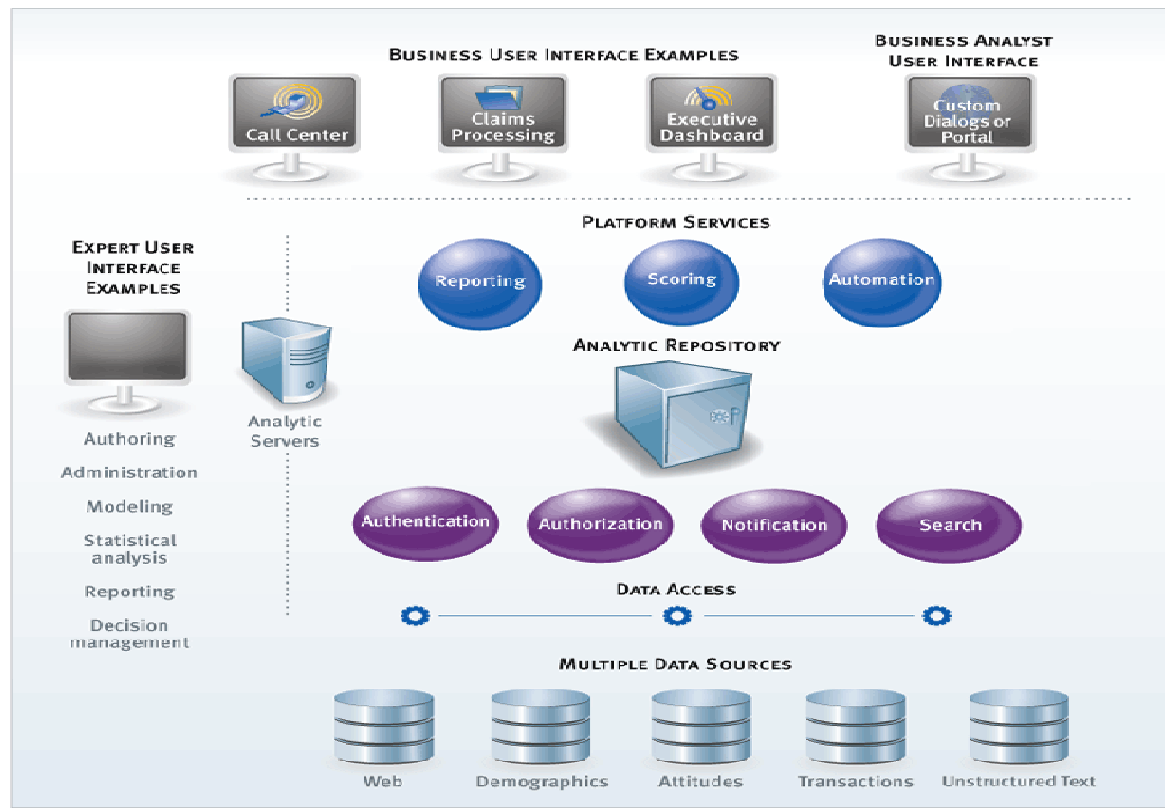 BUSINESS USER INTERFACE EXAMPLES
BUSINESS ANALYST
USER INTERFACE
Call Center
Claims
Processing
Executive
Dashboard
Custom
Dialogs or
Portal
PLATFORM SERVICES
EXPERT USER
INTERFACE
EXAMPLES
Reporting
Scoring
Automation
ANALYTIC REPOSITORY
Analytic
Servers
Authoring
Administration
Modeling
Statistical
analysis
Reporting
Decision
management
Authentication
Authorization
Notification
Search
DATA ACCESS
MULTIPLE DATA SOURCES
Web
Demographics
Attitudes
Transactions
Unstructured Text